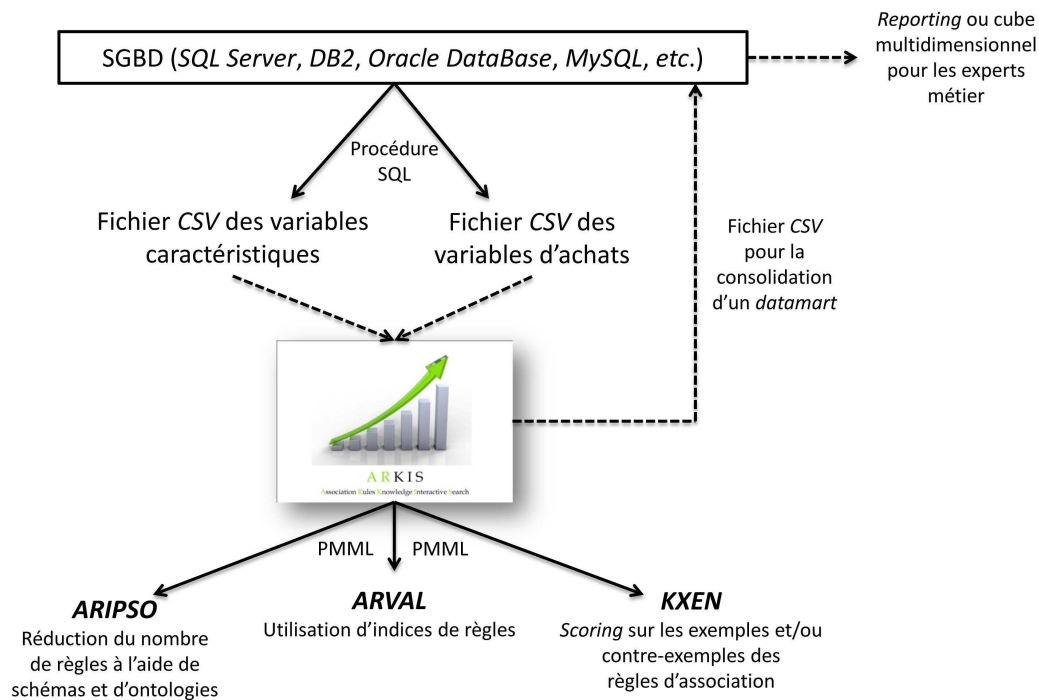 SGBD (SQL Server, DB2, Oracle DataBase, MySQL, etc.)
Reporting ou cube
multidimensionnel
pour les experts
métier
Procédure
SQL
Fichier CSV des variables
caractéristiques
Fichier CSV des
variables d’achats
Fichier CSV
pour la
consolidation
d’un datamart
ARKIS
Association Rules Knowledge Interactive Search
PMML
PMML
ARIPSO
Réduction du nombre
de règles à l’aide de
schémas et d’ontologies
ARVAL
Utilisation d’indices de règles
KXEN
Scoring sur les exemples et/ou
contre-exemples des
règles d’association